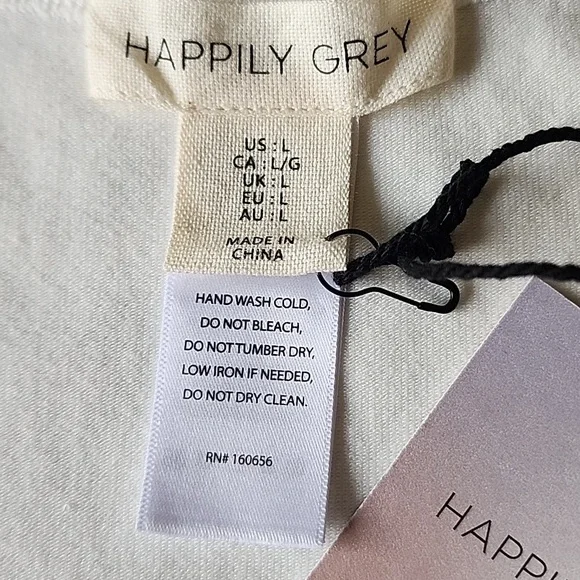 HAPPILY GREY
US : L
CA : L/G
UK : L
EU : L
AU : L
MADE IN
CHINA
HAND WASH COLD,
DO NOT BLEACH,
DO NOT TUMBER DRY,
LOW IRON IF NEEDED,
DO NOT DRY CLEAN.
RN# 160656
HAPPI